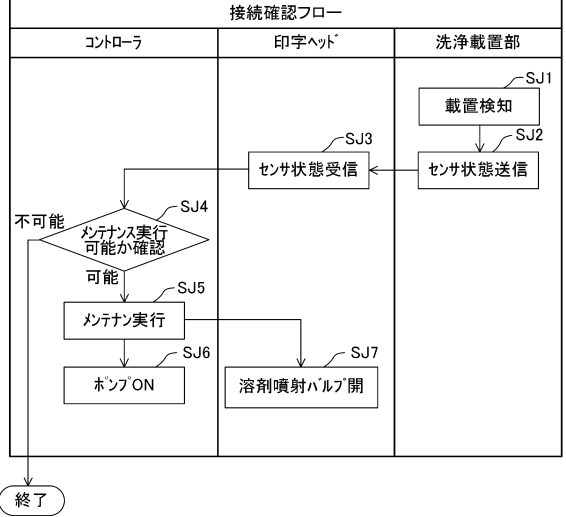 接続確認フロー
コントローラ
印字ヘッド
洗浄載置部
SJ1
載置検知
SJ2
センサ状態送信
SJ3
センサ状態受信
SJ4
不可能
メンテナンス実行
可能か確認
可能
SJ5
メンテナン実行
SJ6
ポンプON
SJ7
溶剤噴射バルブ開
終了